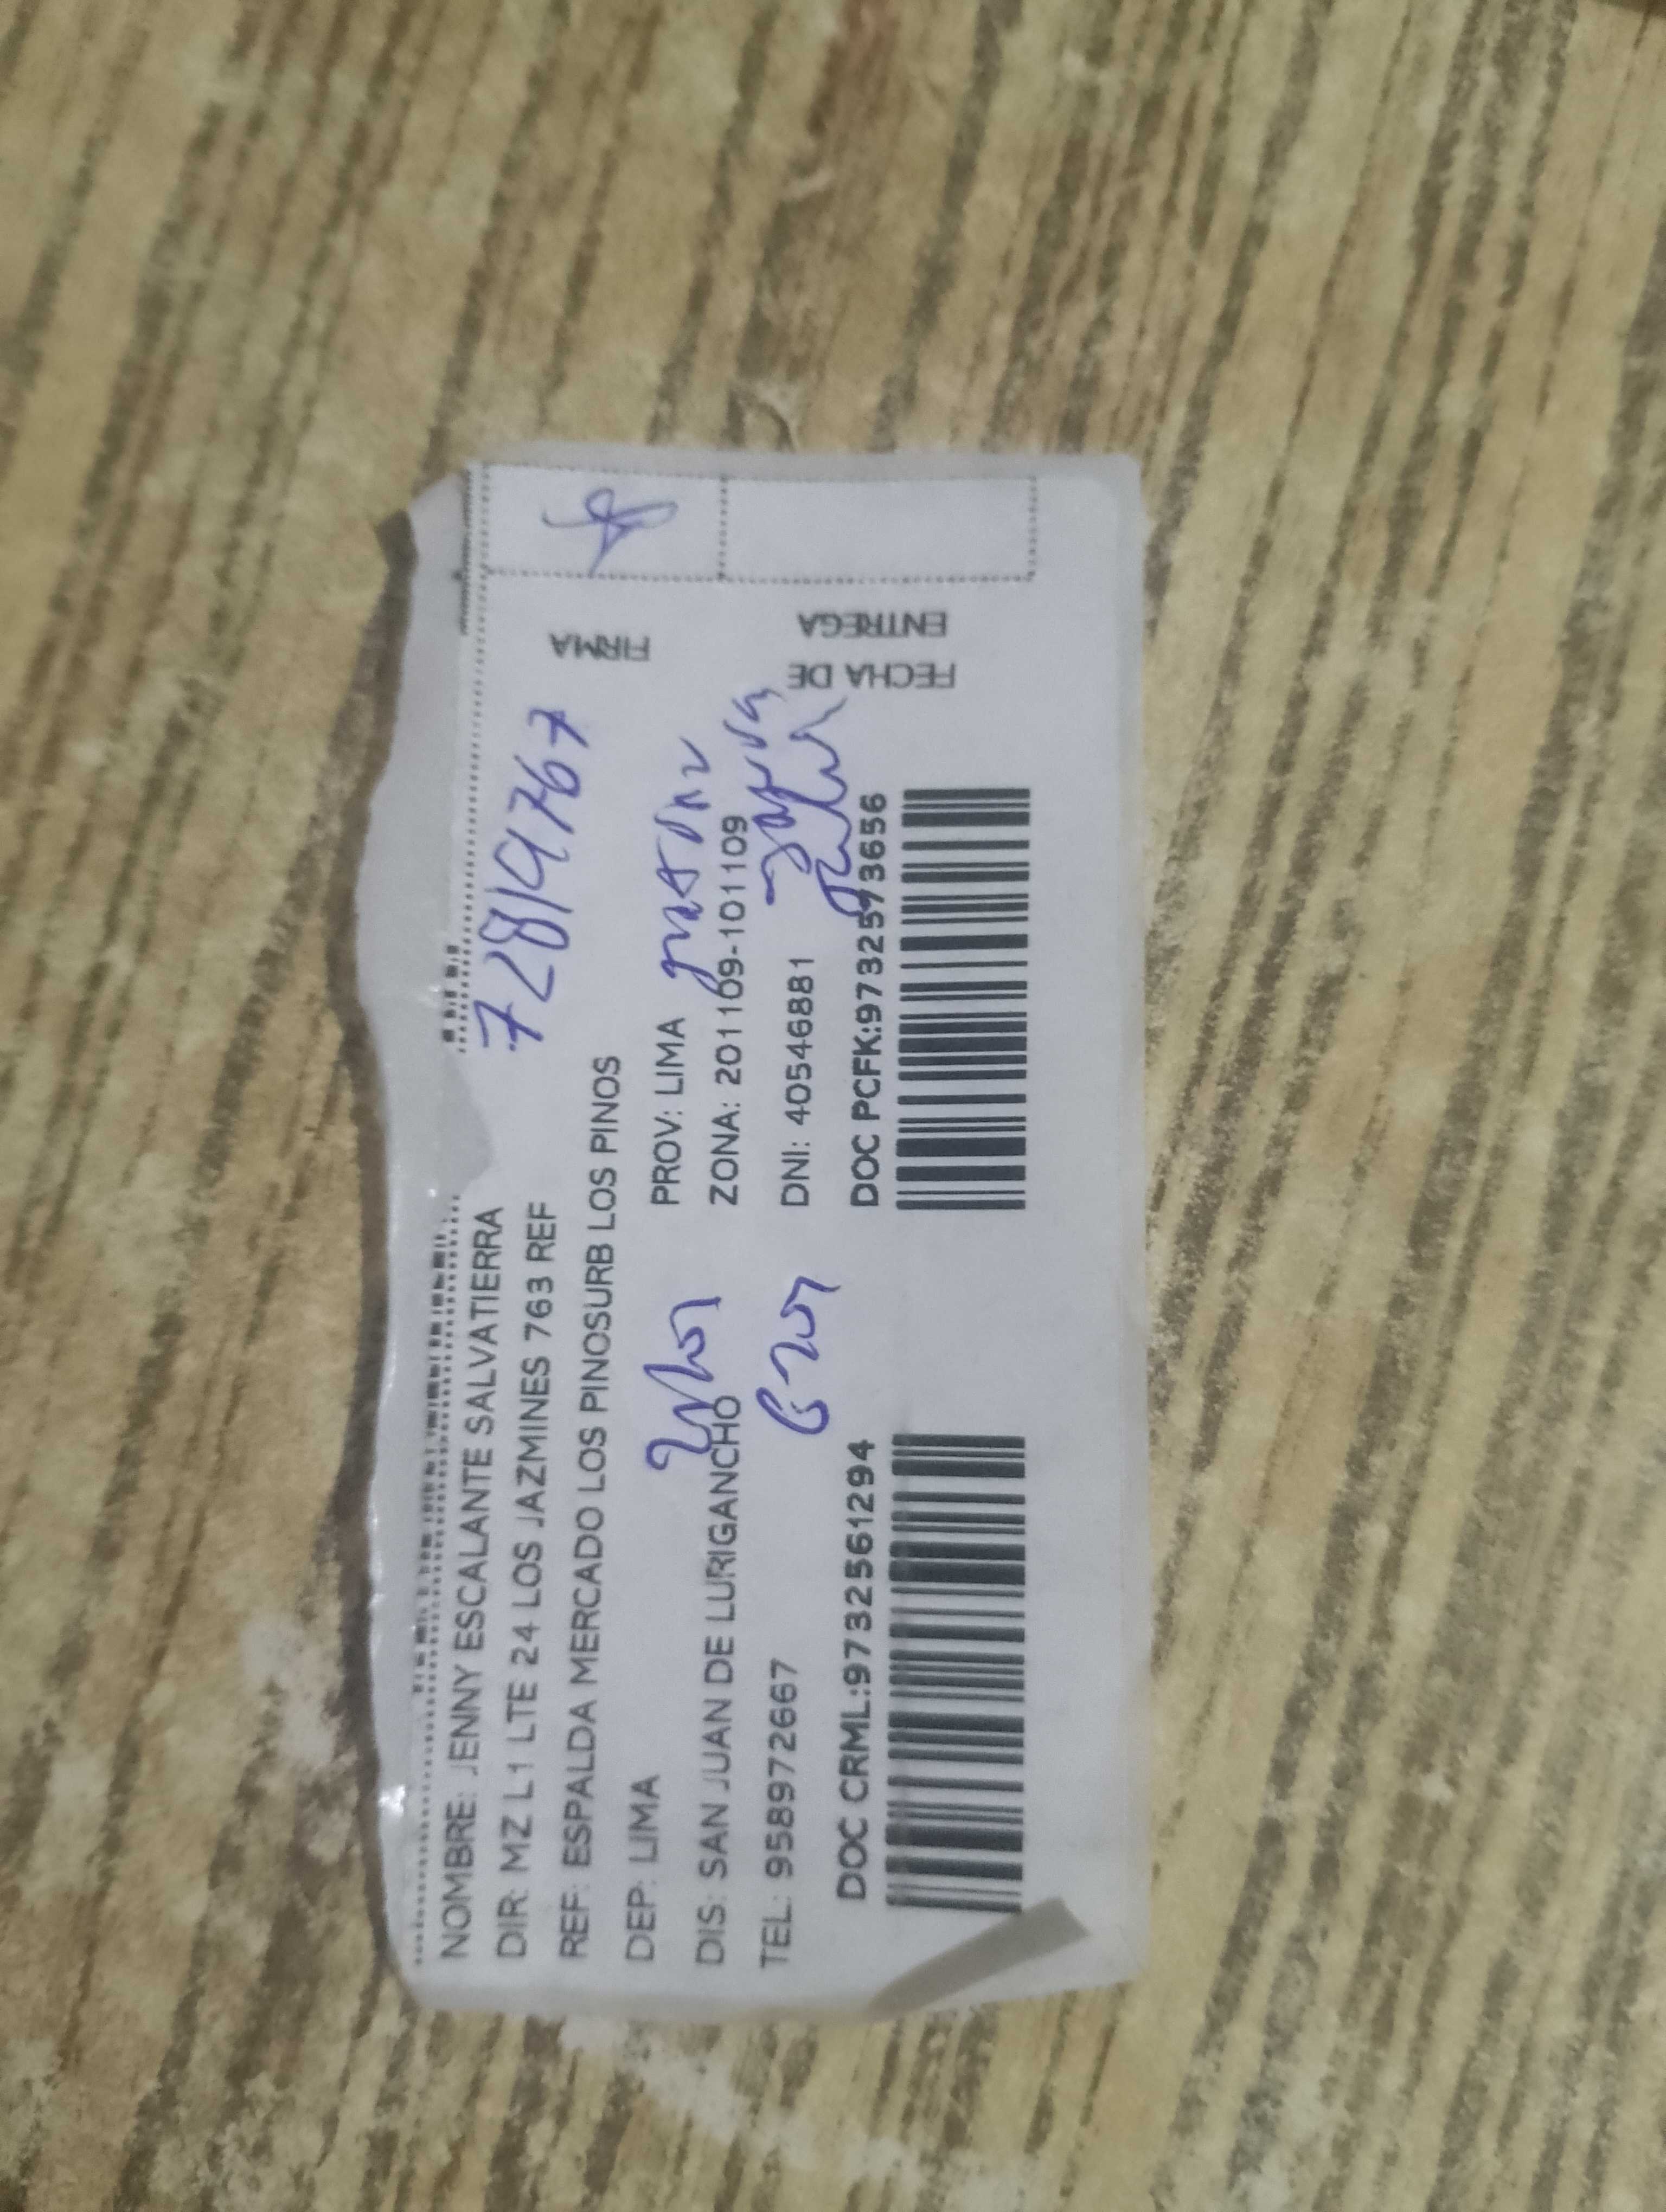 NOMBRE: JENNY ESCALANTE SALVATIERRA
72819767
DIR: MZ L1 LTE 24 LOS JAZMINES 763 REF
REF: ESPALDA MERCADO LOS PINOSURB LOS PINOS
DEP: LIMA PROV: LIMA
DIS: SAN JUAN DE LURIGANCHO ZONA: 201109-101109
TEL: 958972667 DNI: 40546881
DOC CRML:9732561294 DOC PCFK:9732573656
FIRMA
FECHA DE
ENTREGA